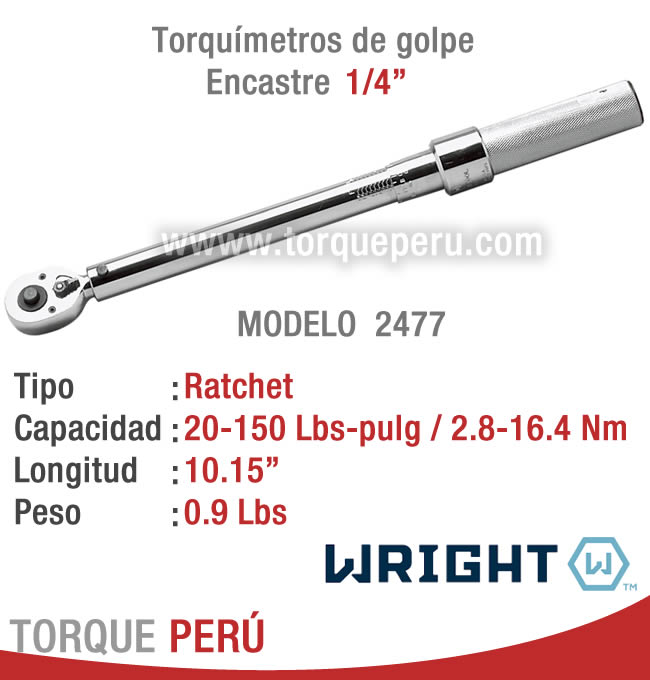 Torquímetros de golpe
Encastre 1/4”
www.torqueperu.com
MODELO 2477
Tipo : Ratchet
Capacidad : 20-150 Lbs-pulg / 2.8-16.4 Nm
Longitud : 10.15”
Peso : 0.9 Lbs
WRIGHT W ™
TORQUE PERÚ